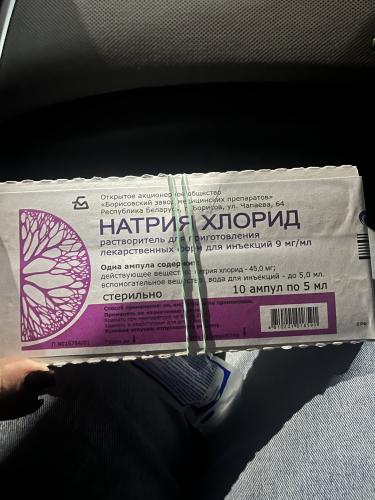 Открытое акционерное общество
«Борисовский завод медицинских препаратов»
Республика Беларусь, г. Борисов, ул. Чапаева, 64
НАТРИЯ ХЛОРИД
растворитель для приготовления
лекарственных форм для инъекций 9 мг/мл
Одна ампула содержит:
действующее вещество: натрия хлорид - 45,0 мг;
вспомогательное вещество: вода для инъекций - до 5,0 мл.
стерильно
10 ампул по 5 мл